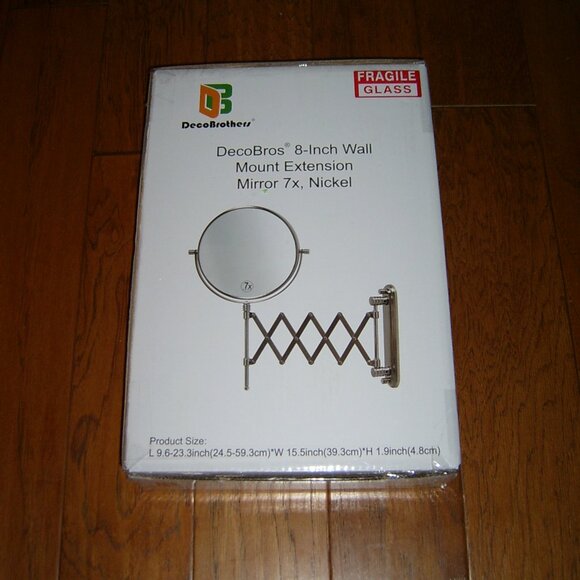 DB
DecoBrothers®
FRAGILE
GLASS
DecoBros® 8-Inch Wall
Mount Extension
Mirror 7x, Nickel
7x
Product Size:
L 9.6-23.3inch(24.5-59.3cm)*W 15.5inch(39.3cm)*H 1.9inch(4.8cm)